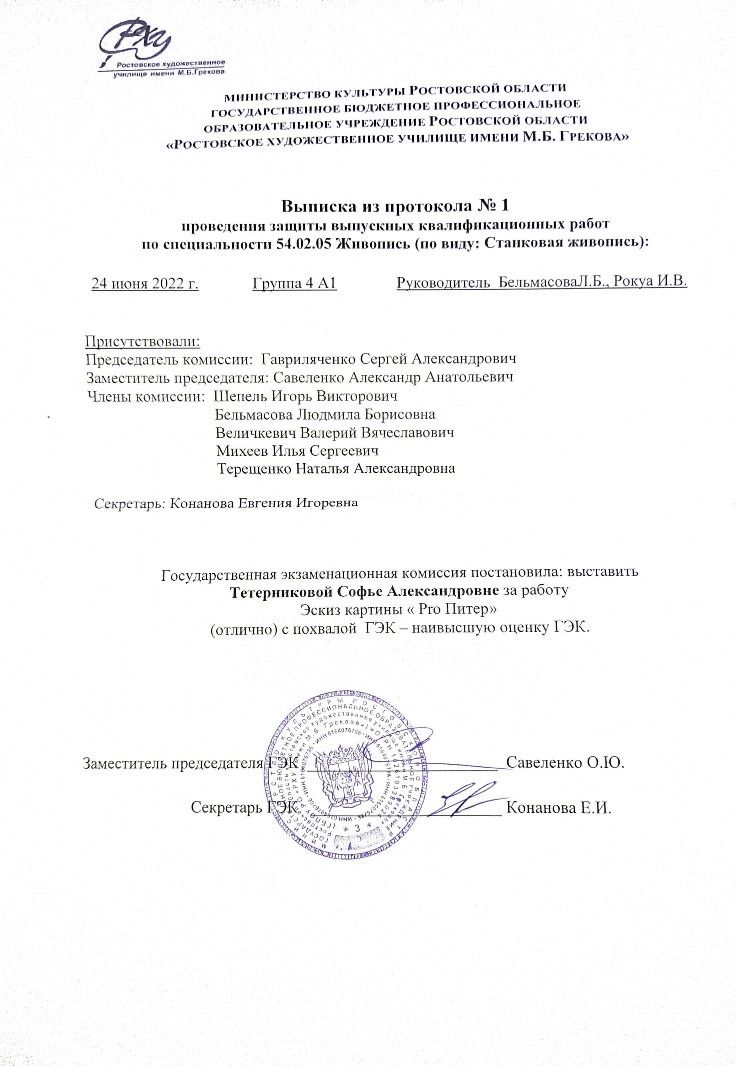 РХУ
Ростовское художественное
училище имени М.Б.Грекова
МИНИСТЕРСТВО КУЛЬТУРЫ РОСТОВСКОЙ ОБЛАСТИ
ГОСУДАРСТВЕННОЕ БЮДЖЕТНОЕ ПРОФЕССИОНАЛЬНОЕ
ОБРАЗОВАТЕЛЬНОЕ УЧРЕЖДЕНИЕ РОСТОВСКОЙ ОБЛАСТИ
«РОСТОВСКОЕ ХУДОЖЕСТВЕННОЕ УЧИЛИЩЕ ИМЕНИ М.Б. ГРЕКОВА»
Выписка из протокола № 1
проведения защиты выпускных квалификационных работ
по специальности 54.02.05 Живопись (по виду: Станковая живопись):
24 июня 2022 г. Группа 4 А1 Руководитель БельмасоваЛ.Б., Рокуа И.В.
Присутствовали:
Председатель комиссии: Гавриляченко Сергей Александрович
Заместитель председателя: Савеленко Александр Анатольевич
Члены комиссии: Шепель Игорь Викторович
Бельмасова Людмила Борисовна
Величкевич Валерий Вячеславович
Михеев Илья Сергеевич
Терещенко Наталья Александровна
Секретарь: Конанова Евгения Игоревна
Государственная экзаменационная комиссия постановила: выставить
Тетерниковой Софье Александровне за работу
Эскиз картины « Pro Питер»
(отлично) с похвалой ГЭК – наивысшую оценку ГЭК.
Заместитель председателя ГЭК Савеленко О.Ю.
Секретарь ГЭК Конанова Е.И.
* 3 *